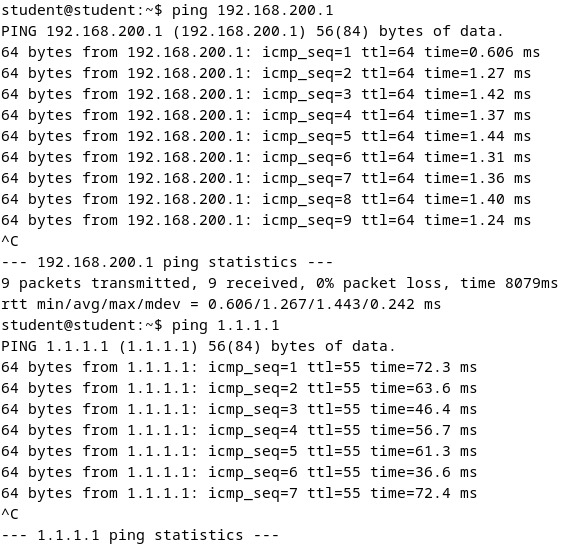 student@student:~$ ping 192.168.200.1
PING 192.168.200.1 (192.168.200.1) 56(84) bytes of data.
64 bytes from 192.168.200.1: icmp_seq=1 ttl=64 time=0.606 ms
64 bytes from 192.168.200.1: icmp_seq=2 ttl=64 time=1.27 ms
64 bytes from 192.168.200.1: icmp_seq=3 ttl=64 time=1.42 ms
64 bytes from 192.168.200.1: icmp_seq=4 ttl=64 time=1.37 ms
64 bytes from 192.168.200.1: icmp_seq=5 ttl=64 time=1.44 ms
64 bytes from 192.168.200.1: icmp_seq=6 ttl=64 time=1.31 ms
64 bytes from 192.168.200.1: icmp_seq=7 ttl=64 time=1.36 ms
64 bytes from 192.168.200.1: icmp_seq=8 ttl=64 time=1.40 ms
64 bytes from 192.168.200.1: icmp_seq=9 ttl=64 time=1.24 ms
^C
--- 192.168.200.1 ping statistics ---
9 packets transmitted, 9 received, 0% packet loss, time 8079ms
rtt min/avg/max/mdev = 0.606/1.267/1.443/0.242 ms
student@student:~$ ping 1.1.1.1
PING 1.1.1.1 (1.1.1.1) 56(84) bytes of data.
64 bytes from 1.1.1.1: icmp_seq=1 ttl=55 time=72.3 ms
64 bytes from 1.1.1.1: icmp_seq=2 ttl=55 time=63.6 ms
64 bytes from 1.1.1.1: icmp_seq=3 ttl=55 time=46.4 ms
64 bytes from 1.1.1.1: icmp_seq=4 ttl=55 time=56.7 ms
64 bytes from 1.1.1.1: icmp_seq=5 ttl=55 time=61.3 ms
64 bytes from 1.1.1.1: icmp_seq=6 ttl=55 time=36.6 ms
64 bytes from 1.1.1.1: icmp_seq=7 ttl=55 time=72.4 ms
^C
--- 1.1.1.1 ping statistics ---